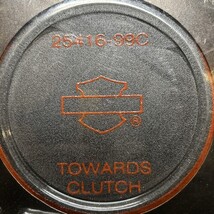 25416-99C
®
TOWARDS
CLUTCH